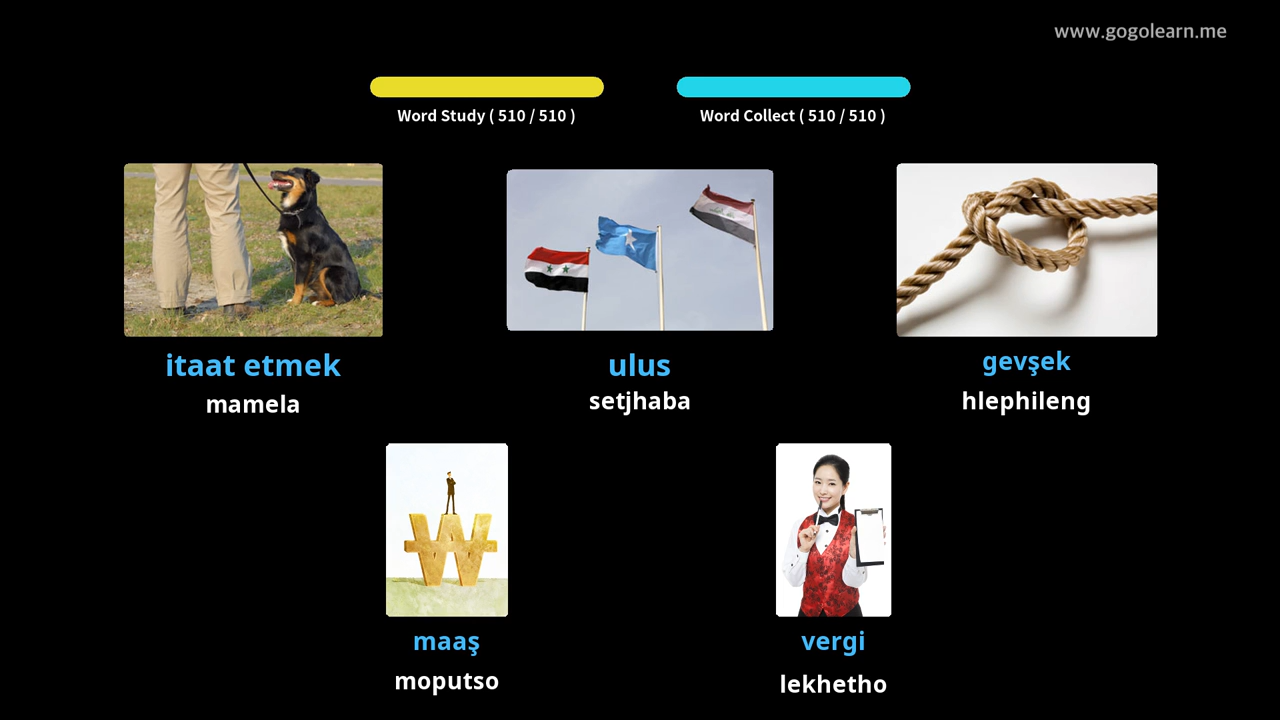 www.gogolearn.me
Word Study ( 510 / 510 )
Word Collect ( 510 / 510 )
itaat etmek
mamela
ulus
setjhaba
gevşek
hlephileng
maaş
moputso
vergi
lekhetho